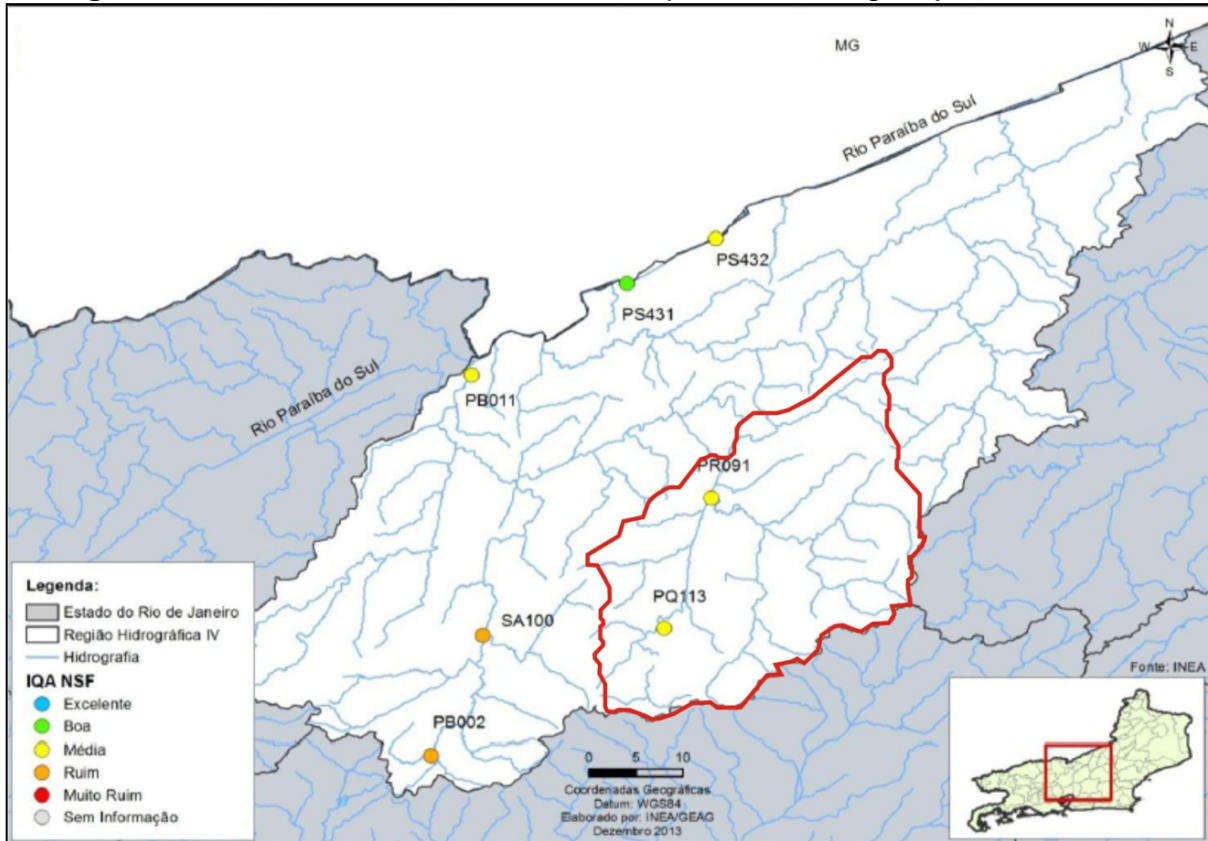 MG
N
W E
S
Rio Paraíba do Sul
PS432
PS431
Rio Paraíba do Sul
PB011
PR091
PQ113
SA100
PB002
Legenda:
Estado do Rio de Janeiro
Região Hidrográfica IV
Hidrografia
IQA NSF
Excelente
Boa
Média
Ruim
Muito Ruim
Sem Informação
0 5 10
Coordenadas Geográficas
Datum: WGS84
Elaborado por: INEA/GEAG
Dezembro 2013
Fonte: INEA